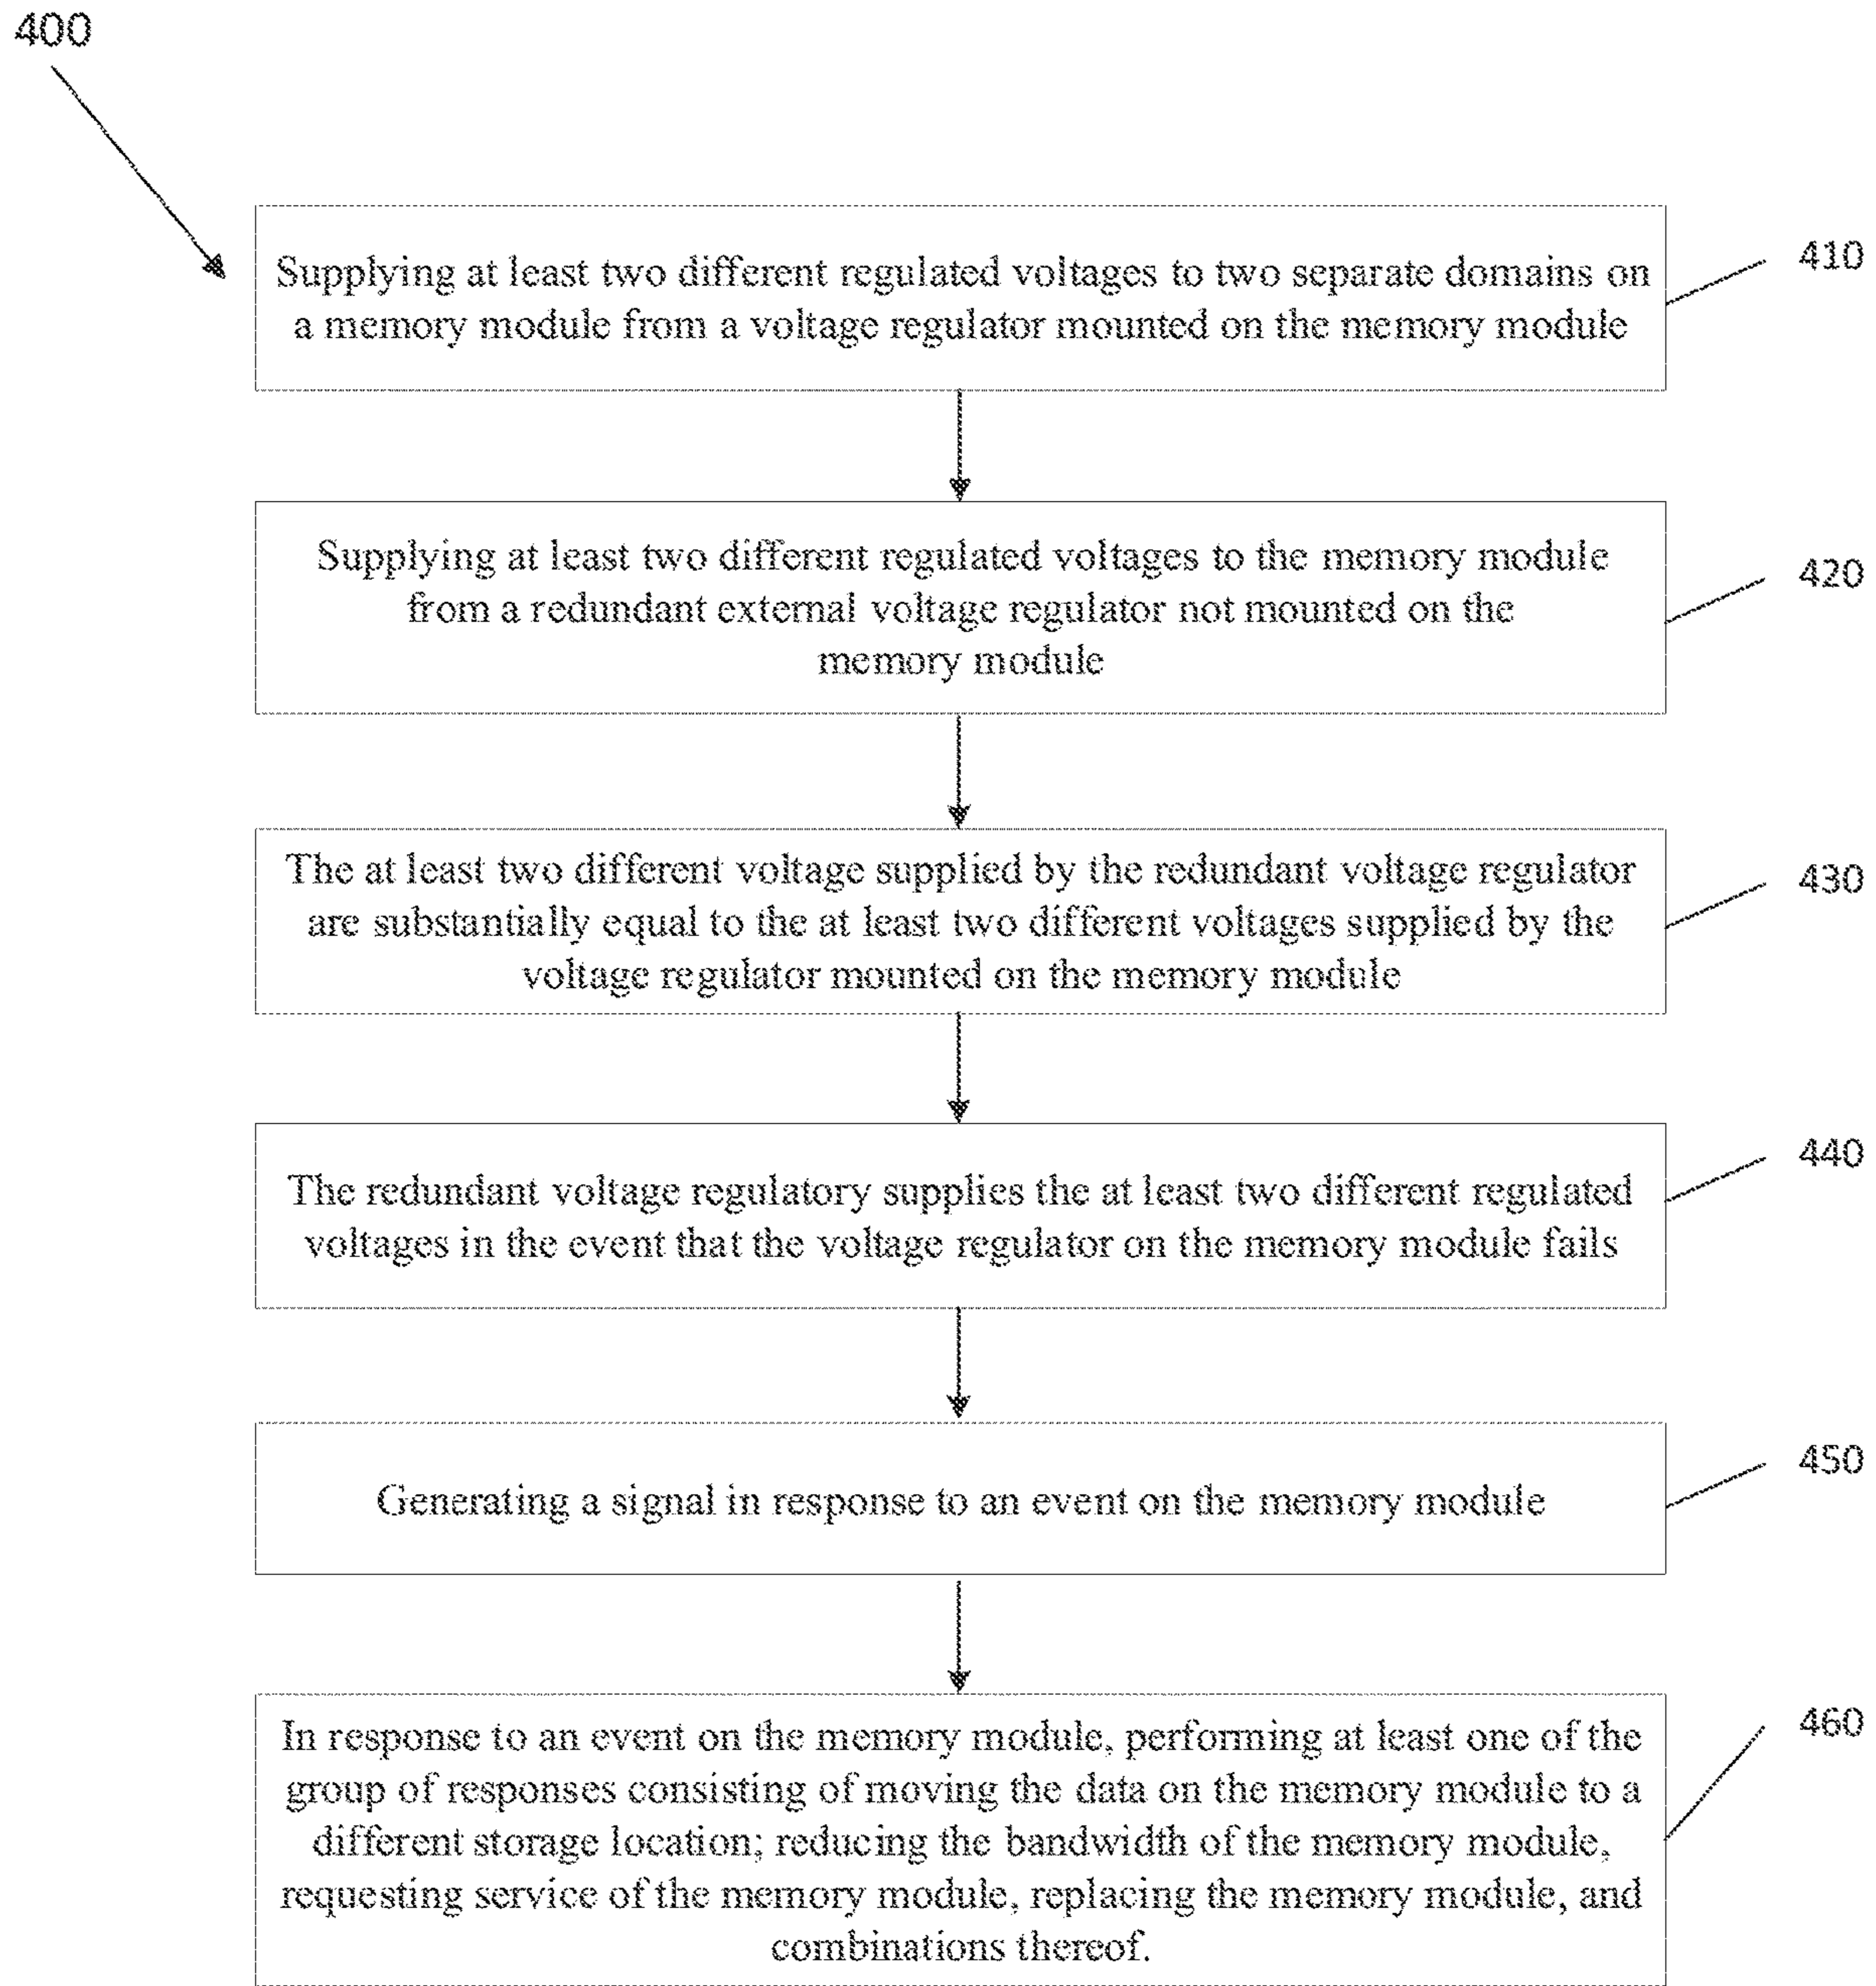 400
Supplying at least two different regulated voltages to two separate domains on
a memory module from a voltage regulator mounted on the memory module
410
Supplying at least two different regulated voltages to the memory module
from a redundant external voltage regulator not mounted on the
memory module
420
The at least two different voltage supplied by the redundant voltage regulator
are substantially equal to the at least two different voltages supplied by the
voltage regulator mounted on the memory module
430
The redundant voltage regulatory supplies the at least two different regulated
voltages in the event that the voltage regulator on the memory module fails
440
Generating a signal in response to an event on the memory module
450
In response to an event on the memory module, performing at least one of the
group of responses consisting of moving the data on the memory module to a
different storage location; reducing the bandwidth of the memory module,
requesting service of the memory module, replacing the memory module, and
combinations thereof.
460